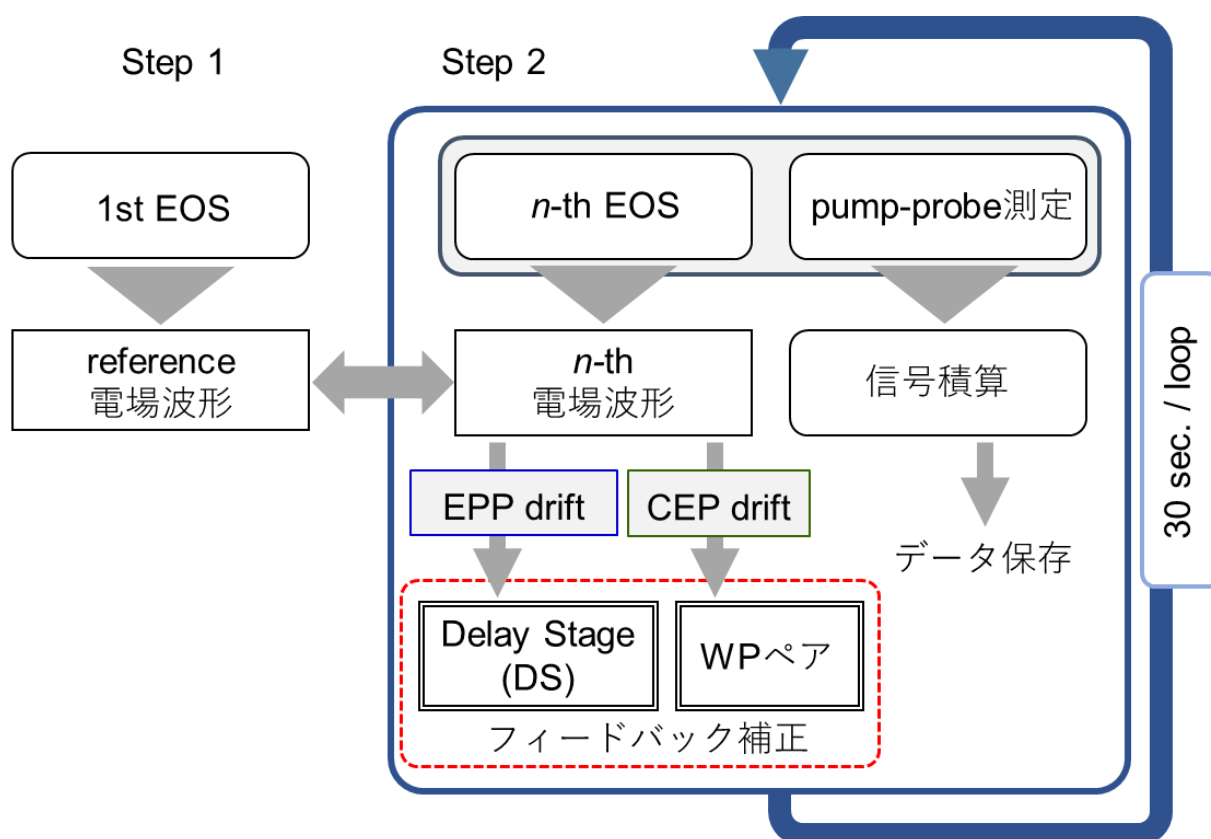 Step 1
Step 2
1st EOS
n-th EOS
pump-probe測定
reference
電場波形
n-th
電場波形
信号積算
EPP drift
CEP drift
データ保存
Delay Stage
(DS)
WPペア
フィードバック補正
30 sec. / loop